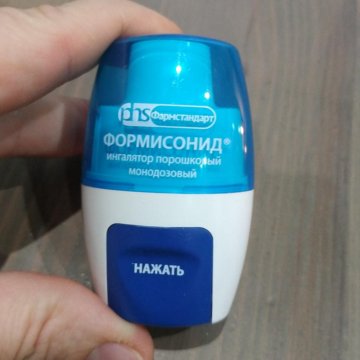 phs Фармстандарт
ФОРМИСОНИД®
ингалятор порошковый
монодозовый
НАЖАТЬ